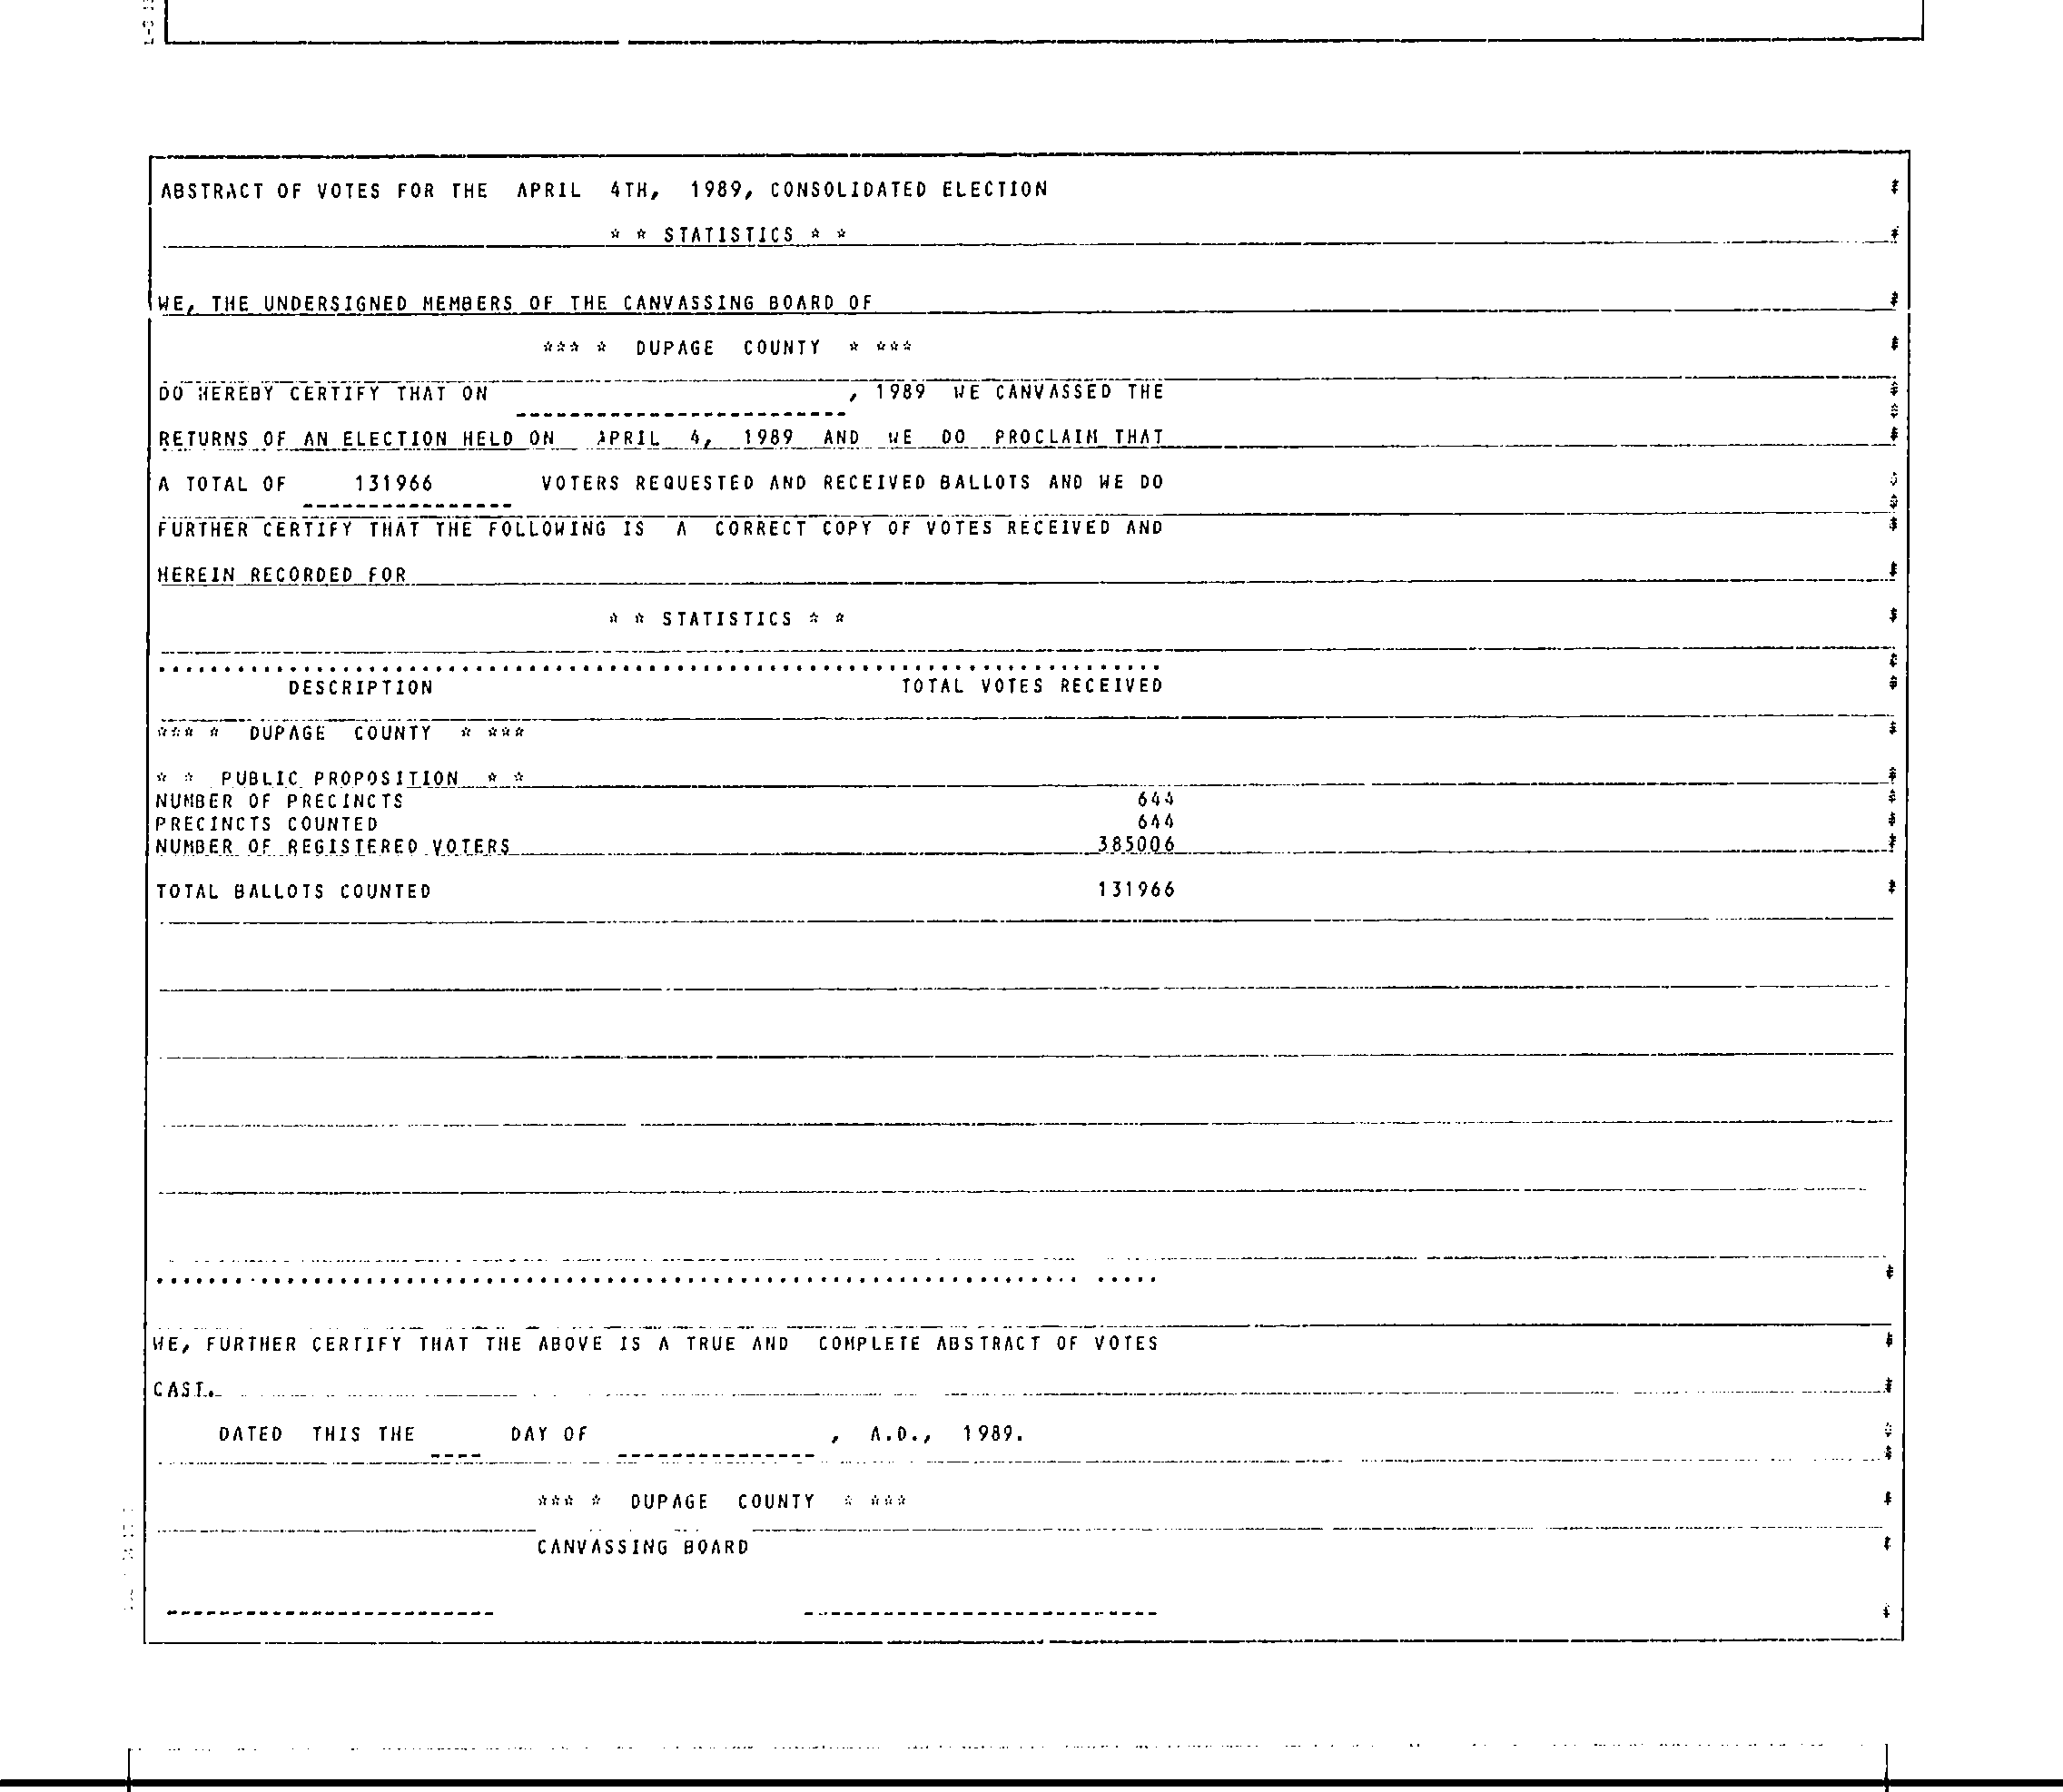 ABSTRACT OF VOTES FOR THE APRIL 4TH, 1989, CONSOLIDATED ELECTION
* * STATISTICS * *
WE, THE UNDERSIGNED MEMBERS OF THE CANVASSING BOARD OF
*** * DUPAGE COUNTY * ***
DO HEREBY CERTIFY THAT ON , 1989 WE CANVASSED THE
RETURNS OF AN ELECTION HELD ON APRIL 4, 1989 AND WE DO PROCLAIM THAT
A TOTAL OF 131966 VOTERS REQUESTED AND RECEIVED BALLOTS AND WE DO
FURTHER CERTIFY THAT THE FOLLOWING IS A CORRECT COPY OF VOTES RECEIVED AND
HEREIN RECORDED FOR
* * STATISTICS * *
DESCRIPTION TOTAL VOTES RECEIVED
*** * DUPAGE COUNTY * ***
* * PUBLIC PROPOSITION * *
NUMBER OF PRECINCTS 644
PRECINCTS COUNTED 644
NUMBER OF REGISTERED VOTERS 385006
TOTAL BALLOTS COUNTED 131966
WE, FURTHER CERTIFY THAT THE ABOVE IS A TRUE AND COMPLETE ABSTRACT OF VOTES
CAST.
DATED THIS THE ---- DAY OF ---------------, A.D., 1989.
*** * DUPAGE COUNTY * ***
CANVASSING BOARD